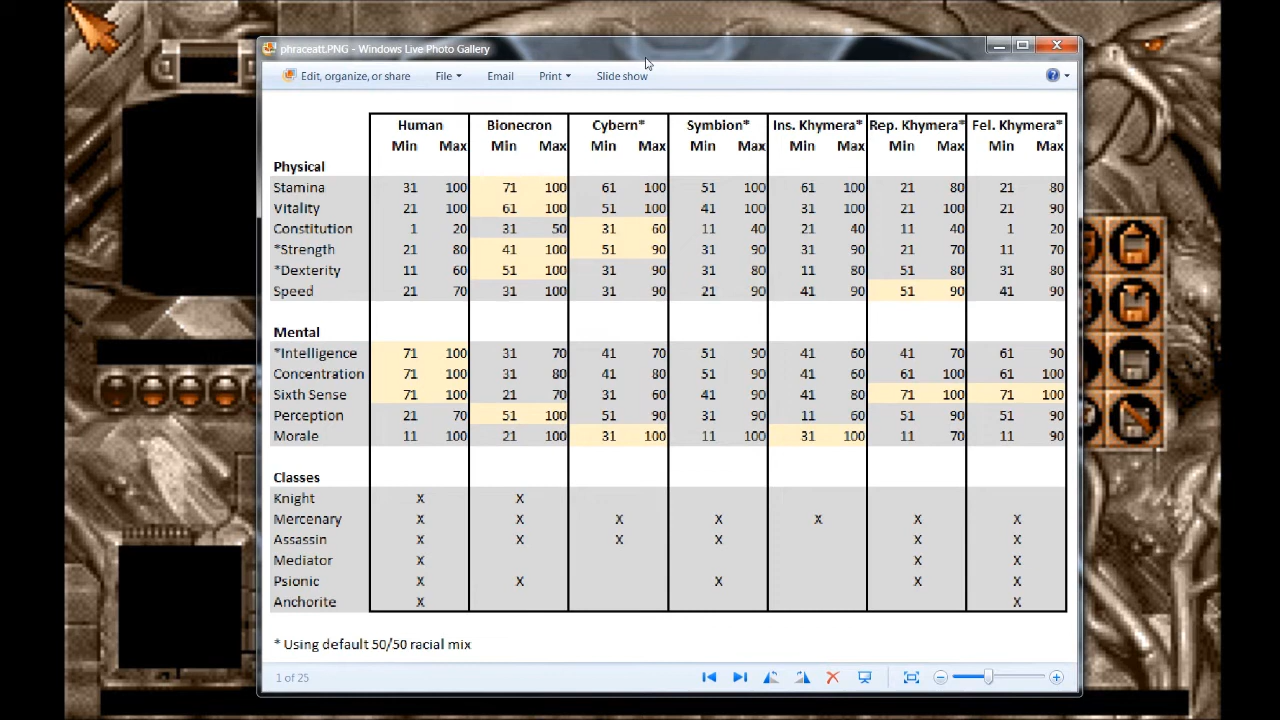 phraceatt.PNG - Windows Live Photo Gallery
Edit, organize, or share File Email Print Slide show
Human Bionecron Cybern* Symbion* Ins. Khymera* Rep. Khymera* Fel. Khymera*
Min Max Min Max Min Max Min Max Min Max Min Max Min Max
Physical
Stamina 31 100 71 100 61 100 51 100 61 100 21 80 21 80
Vitality 21 100 61 100 51 100 41 100 31 100 21 100 21 90
Constitution 1 20 31 50 31 60 11 40 21 40 11 40 1 20
*Strength 21 80 41 100 51 90 31 90 31 90 21 70 11 70
*Dexterity 11 60 51 100 31 90 31 80 11 80 51 80 31 80
Speed 21 70 31 100 31 90 21 90 41 90 51 90 41 90
Mental
*Intelligence 71 100 31 70 41 70 51 90 41 60 41 70 61 90
Concentration 71 100 31 80 41 80 51 90 41 60 61 100 61 100
Sixth Sense 71 100 21 70 31 60 41 90 41 80 71 100 71 100
Perception 21 70 51 100 51 90 31 90 11 60 51 90 51 90
Morale 11 100 21 100 31 100 11 100 31 100 11 70 11 90
Classes
Knight X X
Mercenary X X X X X X X
Assassin X X X X X X
Mediator X X X
Psionic X X X X X
Anchorite X X
* Using default 50/50 racial mix
1 of 25